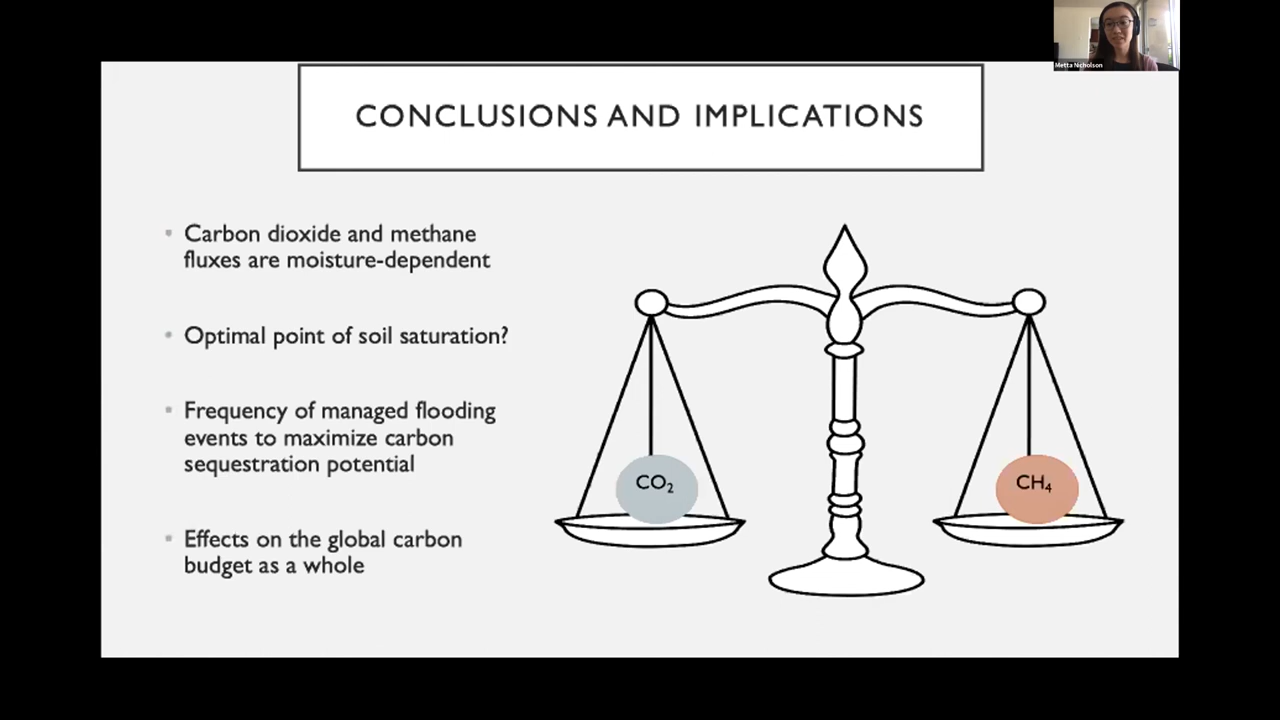 Metta Nicholson
CONCLUSIONS AND IMPLICATIONS
Carbon dioxide and methane
fluxes are moisture-dependent
Optimal point of soil saturation?
Frequency of managed flooding
events to maximize carbon
sequestration potential
Effects on the global carbon
budget as a whole
CO₂
CH₄